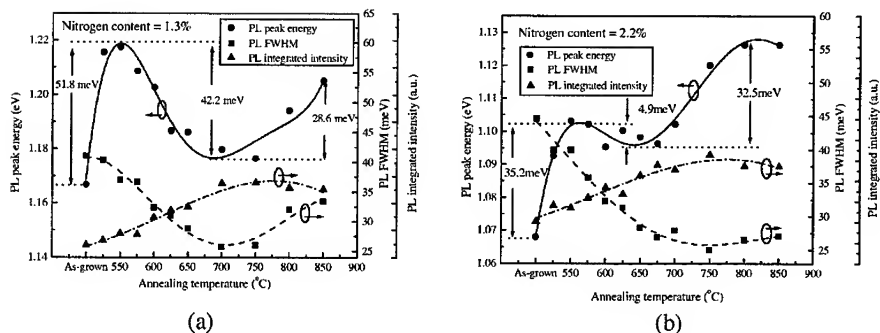 Nitrogen content = 1.3%
PL peak energy
PL FWHM
PL integrated intensity
51.8 meV
42.2 meV
28.6 meV
PL peak energy (eV)
1.22
1.20
1.18
1.16
1.14
PL FWHM (meV)
PL integrated intensity (a.u.)
65
60
55
50
45
40
35
30
25
As-grown 550 600 650 700 750 800 850 900
Annealing temperature (°C)
(a)
Nitrogen content = 2.2%
PL peak energy
PL FWHM
PL integrated intensity
35.2meV
4.9meV
32.5meV
PL peak energy (eV)
1.13
1.12
1.11
1.10
1.09
1.08
1.07
1.06
PL FWHM (meV)
PL integrated intensity (a.u.)
60
55
50
45
40
35
30
25
As-grown 550 600 650 700 750 800 850 900
Annealing temperature (°C)
(b)